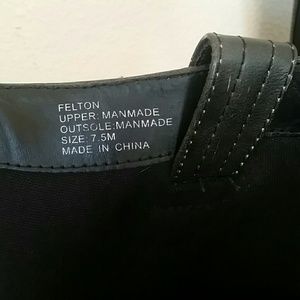 FELTON
UPPER: MANMADE
OUTSOLE:MANMADE
SIZE: 7.5M
MADE IN CHINA